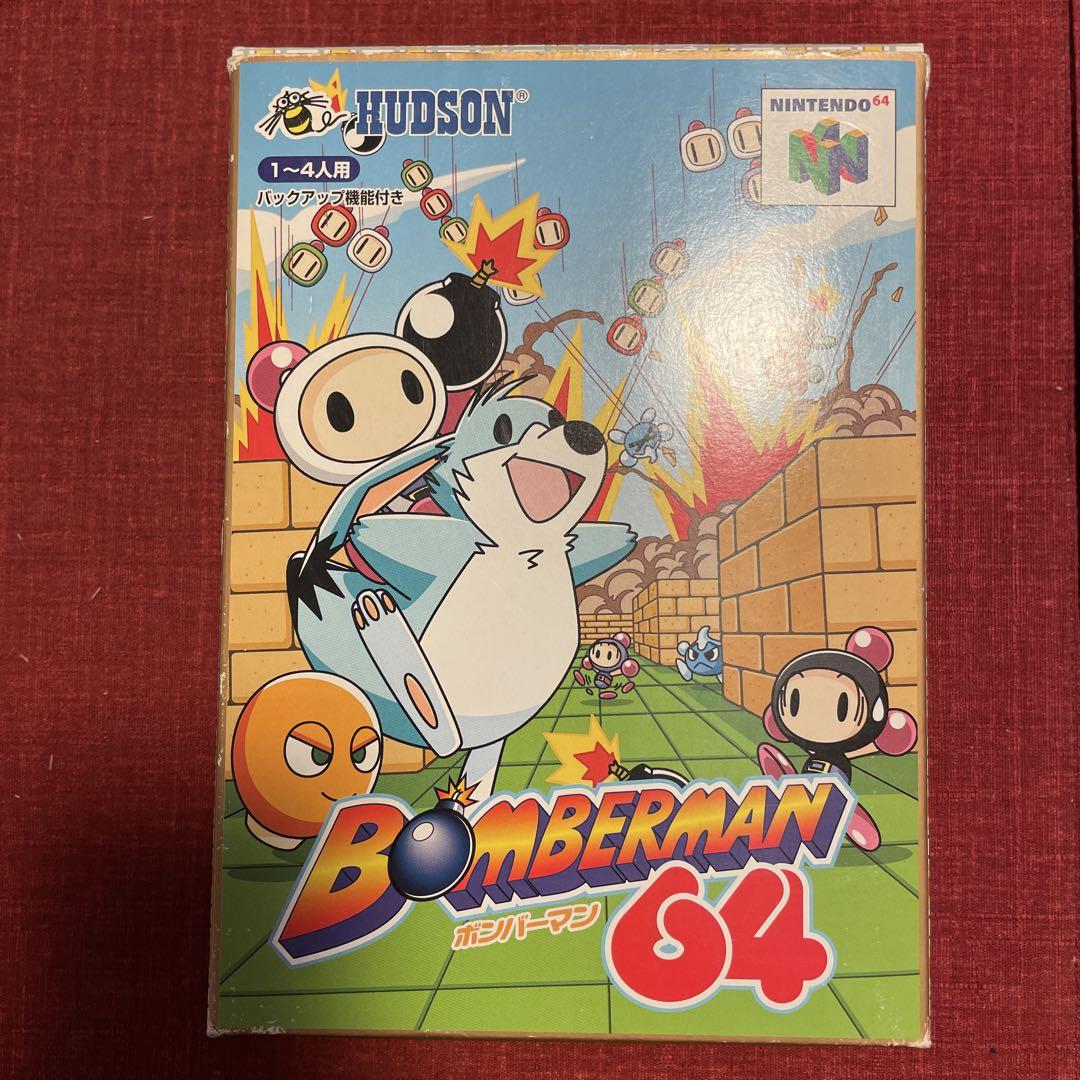 HUDSON®
NINTENDO64
1〜4人用
バックアップ機能付き
BOMBERMAN
ボンバーマン
64